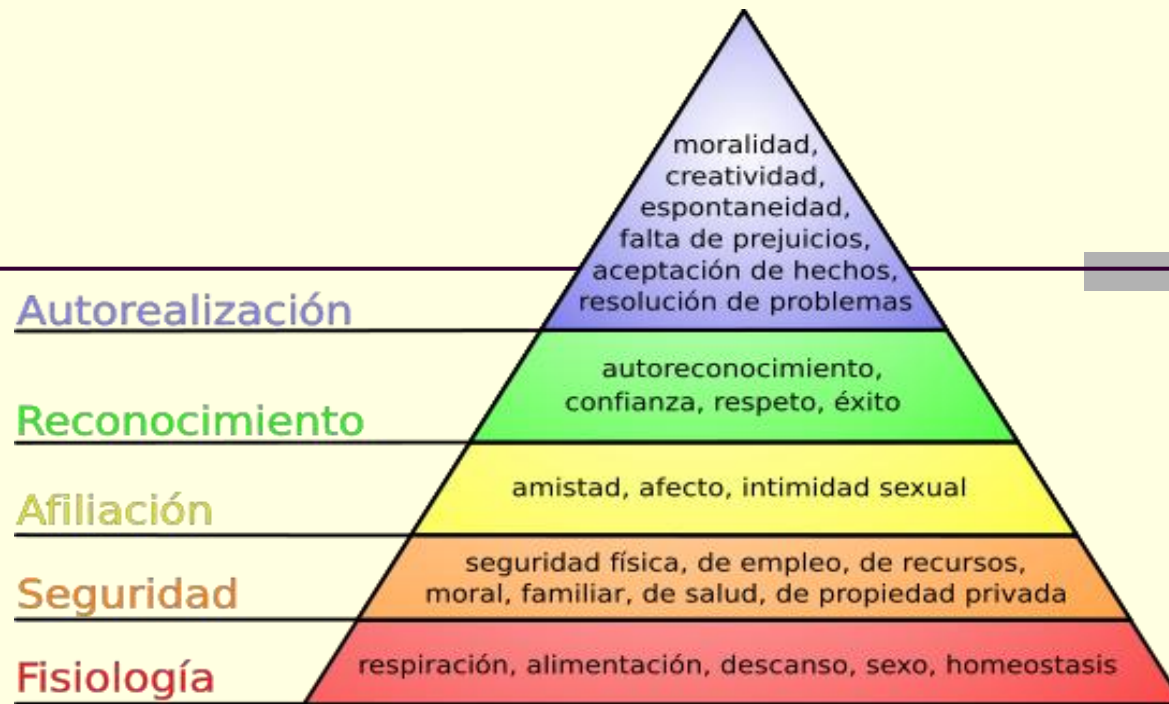 moralidad,
creatividad,
espontaneidad,
falta de prejuicios,
aceptación de hechos,
resolución de problemas
Autorealización
autoreconocimiento,
confianza, respeto, éxito
Reconocimiento
amistad, afecto, intimidad sexual
Afiliación
seguridad física, de empleo, de recursos,
moral, familiar, de salud, de propiedad privada
Seguridad
respiración, alimentación, descanso, sexo, homeostasis
Fisiología